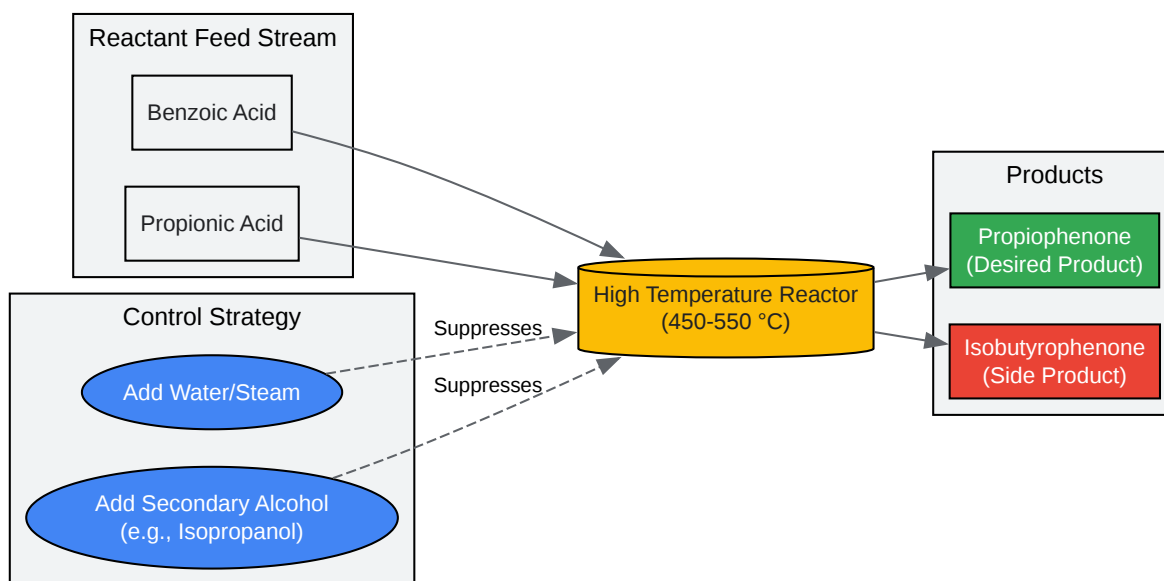 Reactant Feed Stream
Benzoic Acid
Propionic Acid
Control Strategy
Add Water/Steam
Add Secondary Alcohol
(e.g., Isopropanol)
Suppresses
Suppresses
High Temperature Reactor
(450-550 °C)
Products
Propiophenone
(Desired Product)
Isobutyrophenone
(Side Product)